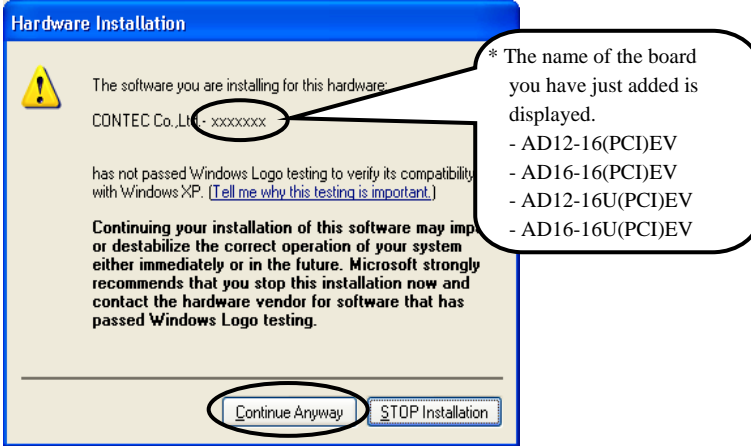 Hardware Installation
The software you are installing for this hardware:
CONTEC Co.,Ltd.- xxxxxxx
has not passed Windows Logo testing to verify its compatibility
with Windows XP. (Tell me why this testing is important.)
Continuing your installation of this software may
or destabilize the correct operation of your system
either immediately or in the future. Microsoft strongly
recommends that you stop this installation now and
contact the hardware vendor for software that has
passed Windows Logo testing.
Continue Anyway
STOP Installation
* The name of the board
you have just added is
displayed.
- AD12-16(PCI)EV
- AD16-16(PCI)EV
- AD12-16U(PCI)EV
- AD16-16U(PCI)EV